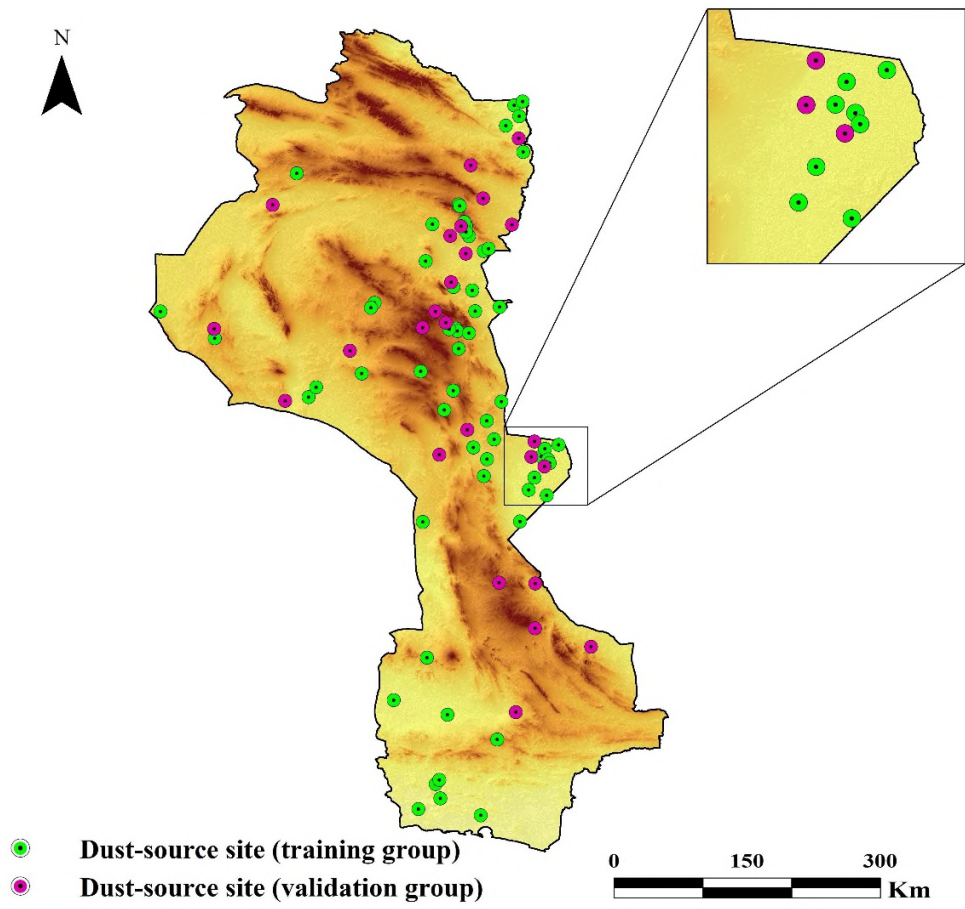 N
Dust-source site (training group)
Dust-source site (validation group)
0 150 300
Km